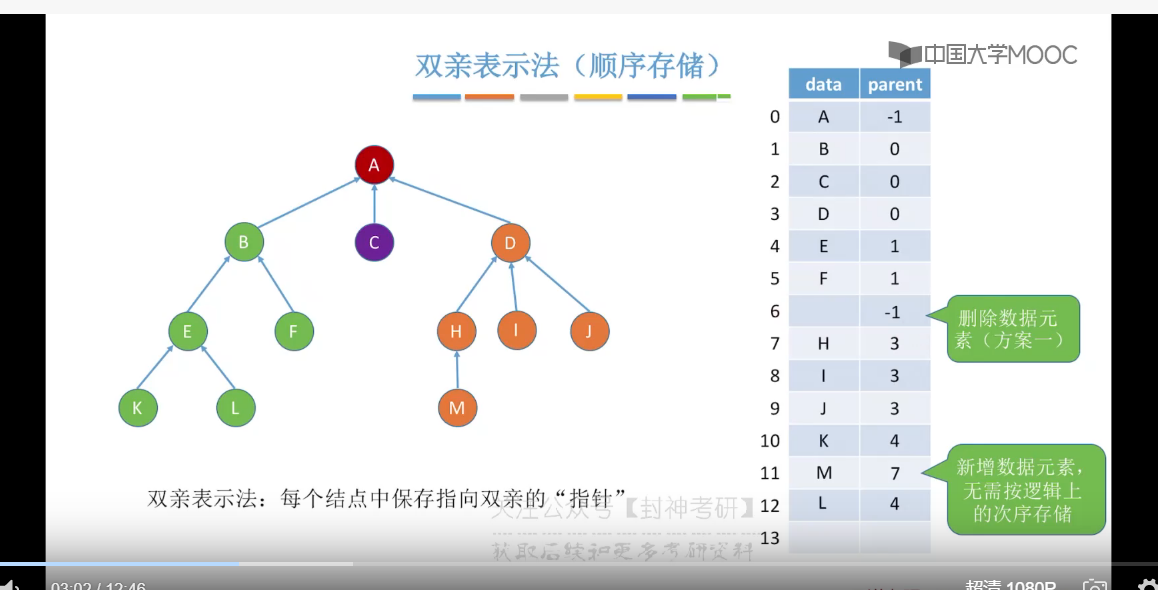 双亲表示法（顺序存储）
中国大学MOOC
data parent
0 A -1
1 B 0
2 C 0
3 D 0
4 E 1
5 F 1
6 -1
7 H 3
8 I 3
9 J 3
10 K 4
11 M 7
12 L 4
13
A
B C D
E F H I J
K L M
删除数据元
素（方案一）
新增数据元素，
无需按逻辑上
的次序存储
双亲表示法：每个结点中保存指向双亲的“指针”
关注公众号【封神考研】
获取后续和更多考研资料
03:02 / 12:46
超清 1080P